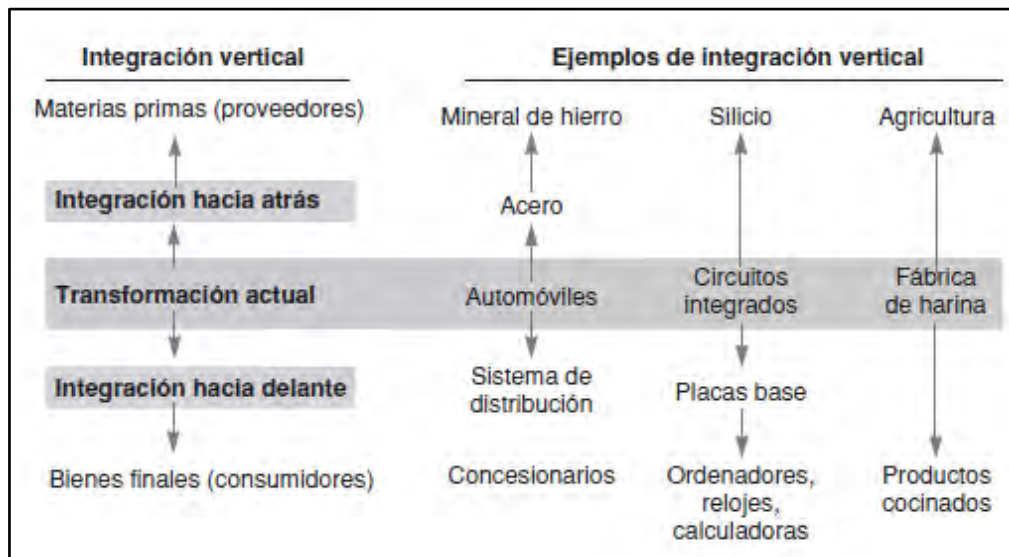 Integración vertical
Ejemplos de integración vertical
Materias primas (proveedores)
Mineral de hierro
Silicio
Agricultura
Integración hacia atrás
Acero
Transformación actual
Automóviles
Circuitos
integrados
Fábrica
de harina
Integración hacia delante
Sistema de
distribución
Placas base
Bienes finales (consumidores)
Concesionarios
Ordenadores,
relojes,
calculadoras
Productos
cocinados